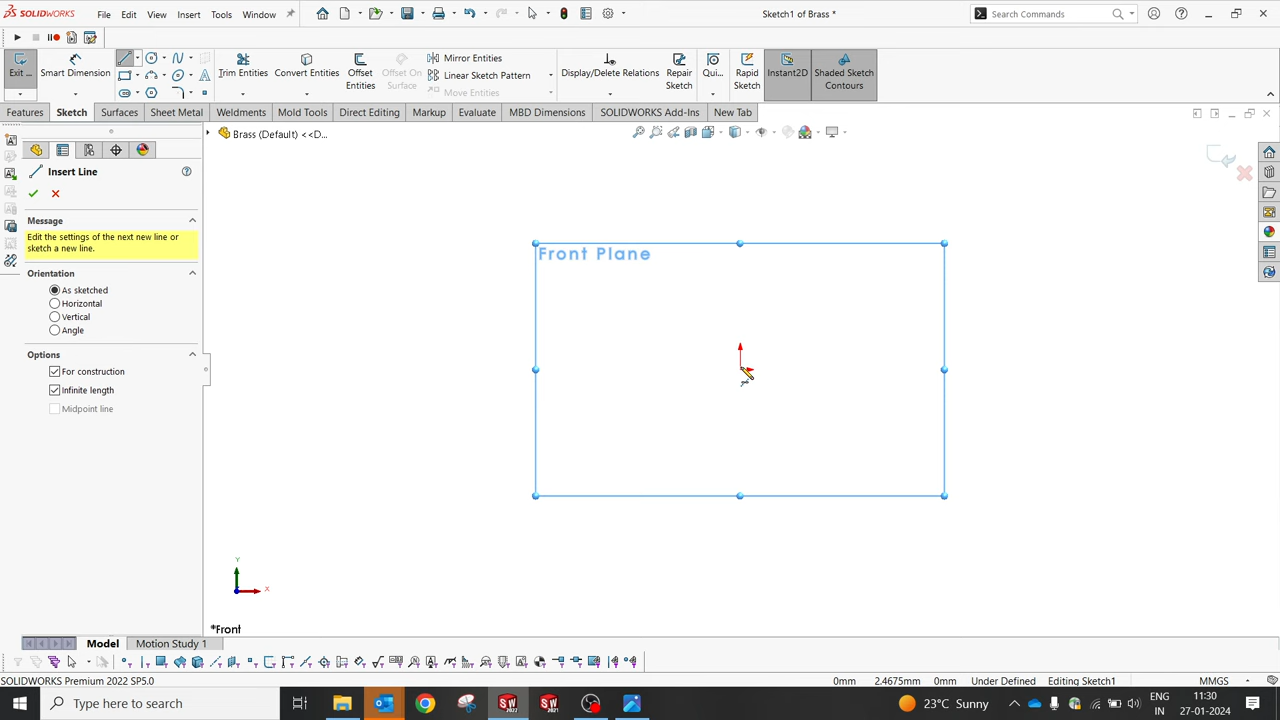 SOLIDWORKS File Edit View Insert Tools Window Sketch1 of Brass * Search Commands
Exit ... Smart Dimension Trim Entities Convert Entities Offset Entities Offset On Surface Mirror Entities Linear Sketch Pattern Move Entities Display/Delete Relations Repair Sketch Qui... Rapid Sketch Instant2D Shaded Sketch Contours
Features Sketch Surfaces Sheet Metal Weldments Mold Tools Direct Editing Markup Evaluate MBD Dimensions SOLIDWORKS Add-Ins New Tab
Brass (Default) <<D...
Insert Line
Message
Edit the settings of the next new line or
sketch a new line.
Orientation
As sketched
Horizontal
Vertical
Angle
Options
For construction
Infinite length
Midpoint line
Front Plane
Y
X
*Front
Model Motion Study 1
SOLIDWORKS Premium 2022 SP5.0 0mm 2.4675mm 0mm Under Defined Editing Sketch1 MMGS
Type here to search SW 2022 SW 2021 23°C Sunny ENG IN 11:30 27-01-2024